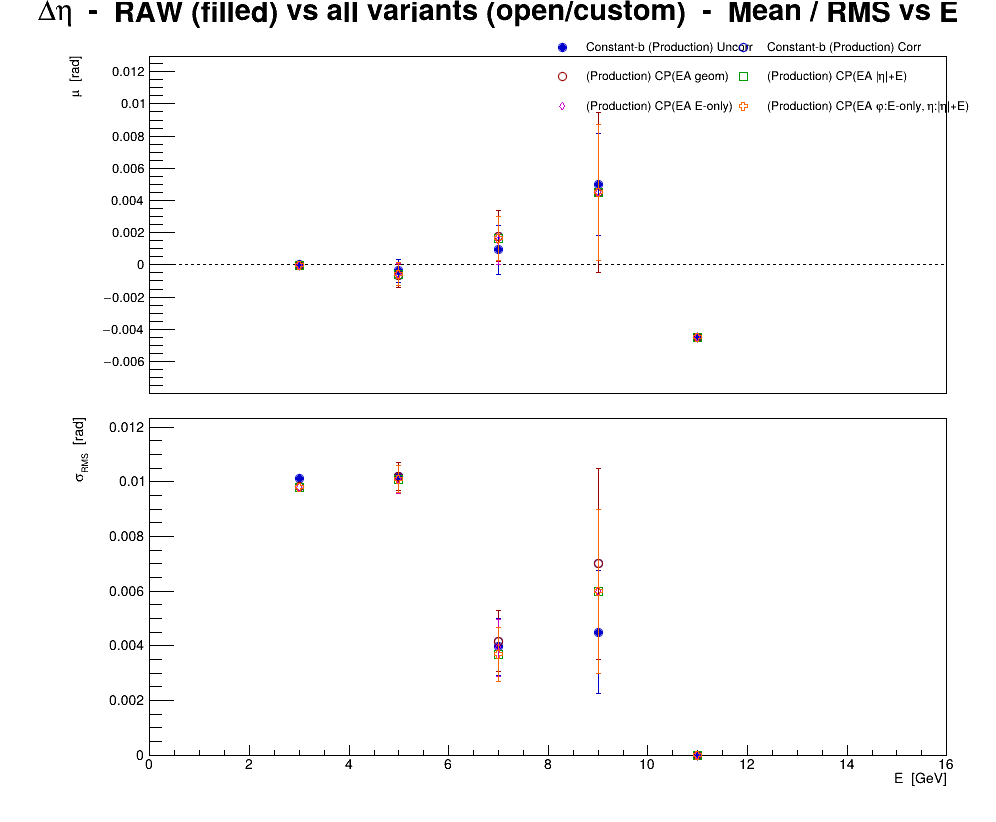 Δη - RAW (filled) vs all variants (open/custom) - Mean / RMS vs E
Constant-b (Production) Uncorr
Constant-b (Production) Corr
(Production) CP(EA geom)
(Production) CP(EA |η|+E)
(Production) CP(EA E-only)
(Production) CP(EA φ:E-only, η:|η|+E)
μ [rad]
0.012
0.01
0.008
0.006
0.004
0.002
0
−0.002
−0.004
−0.006
σRMS [rad]
0.012
0.01
0.008
0.006
0.004
0.002
0
0 2 4 6 8 10 12 14 16
E [GeV]